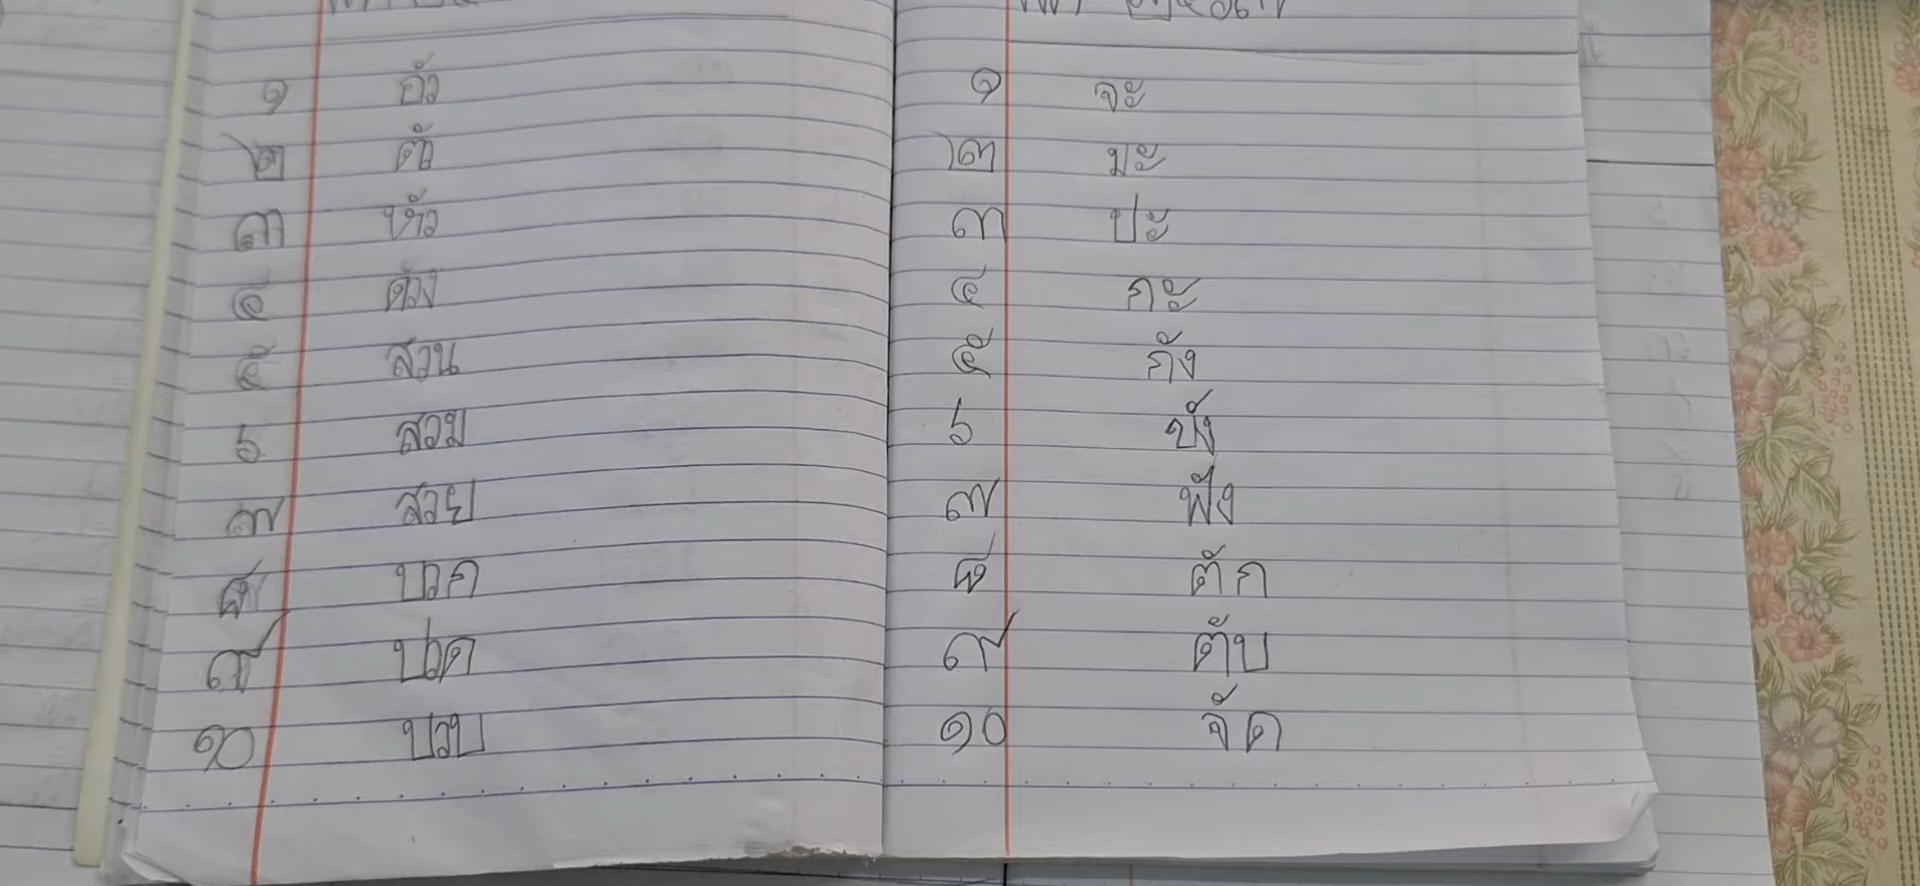 ๑ อัว
๒ ตัว
๓ หัว
๔ ด้วง
๕ สวน
๖ สวม
๗ สวย
๘ บวก
๙ ปวด
๑๐ บวบ
๑ จะ
๒ มะ
๓ ปะ
๔ กะ
๕ กัง
๖ ขัง
๗ ฟัง
๘ ตัก
๙ ตับ
๑๐ จัด